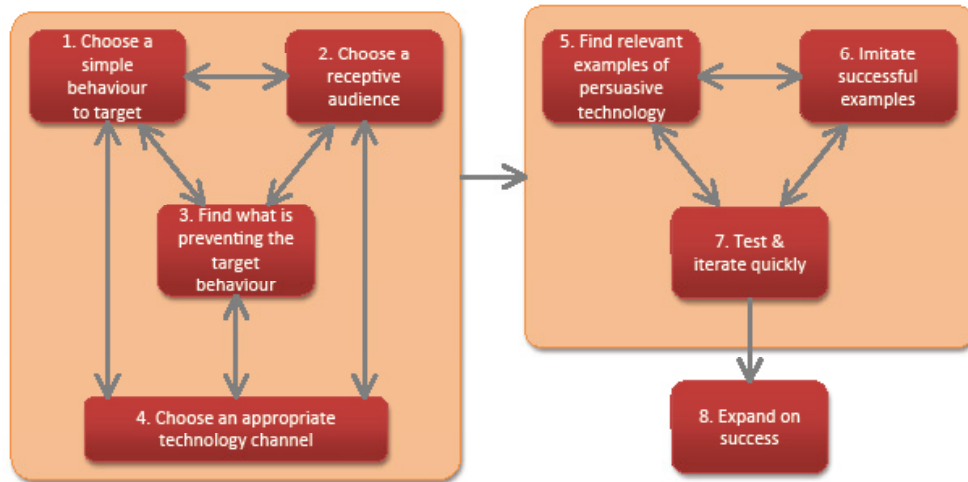 1. Choose a
simple
behaviour
to target
2. Choose a
receptive
audience
3. Find what is
preventing the
target
behaviour
4. Choose an appropriate
technology channel
5. Find relevant
examples of
persuasive
technology
6. Imitate
successful
examples
7. Test &
iterate quickly
8. Expand on
success